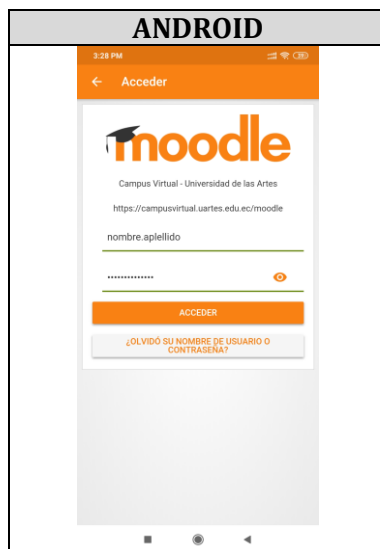 ANDROID
3:28 PM
Acceder
moodle
Campus Virtual - Universidad de las Artes
https://campusvirtual.uartes.edu.ec/moodle
nombre.aplellido
••••••••••••••
ACCEDER
¿OLVIDÓ SU NOMBRE DE USUARIO O
CONTRASEÑA?